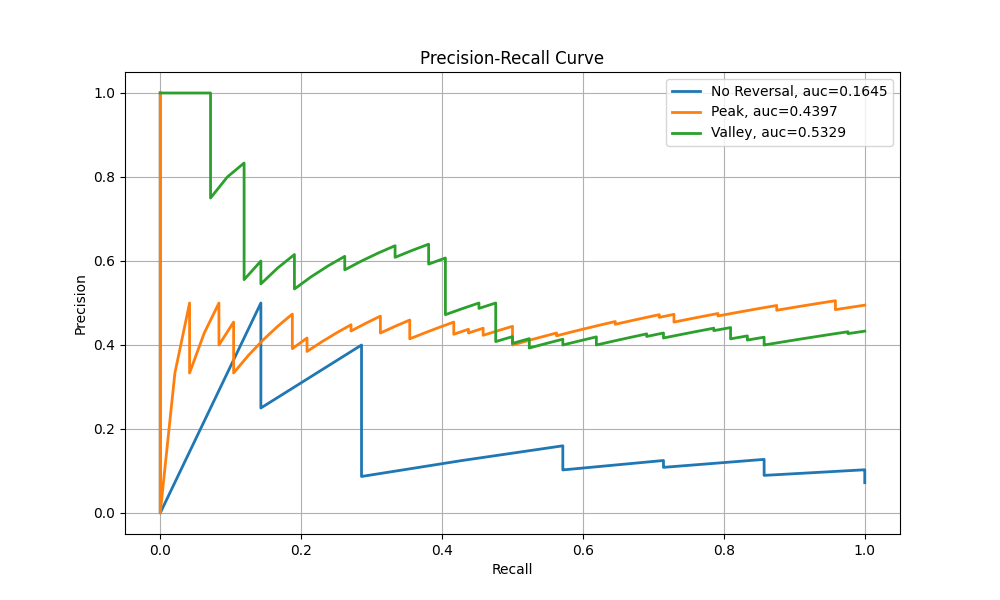 Precision-Recall Curve
No Reversal, auc=0.1645
Peak, auc=0.4397
Valley, auc=0.5329
1.0
0.8
0.6
0.4
0.2
0.0
Precision
0.0 0.2 0.4 0.6 0.8 1.0
Recall